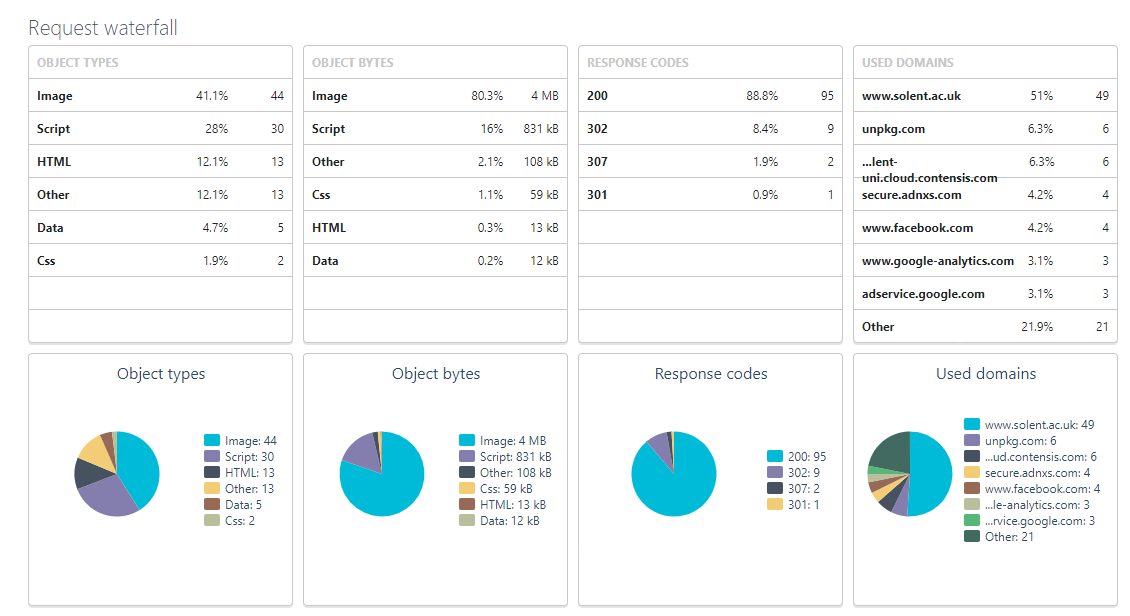 Request waterfall
OBJECT TYPES
Image 41.1% 44
Script 28% 30
HTML 12.1% 13
Other 12.1% 13
Data 4.7% 5
Css 1.9% 2
OBJECT BYTES
Image 80.3% 4 MB
Script 16% 831 kB
Other 2.1% 108 kB
Css 1.1% 59 kB
HTML 0.3% 13 kB
Data 0.2% 12 kB
RESPONSE CODES
200 88.8% 95
302 8.4% 9
307 1.9% 2
301 0.9% 1
USED DOMAINS
www.solent.ac.uk 51% 49
unpkg.com 6.3% 6
...lent- 6.3% 6
uni.cloud.contensis.com
secure.adnxs.com 4.2% 4
www.facebook.com 4.2% 4
www.google-analytics.com 3.1% 3
adservice.google.com 3.1% 3
Other 21.9% 21
Object types
Image: 44
Script: 30
HTML: 13
Other: 13
Data: 5
Css: 2
Object bytes
Image: 4 MB
Script: 831 kB
Other: 108 kB
Css: 59 kB
HTML: 13 kB
Data: 12 kB
Response codes
200: 95
302: 9
307: 2
301: 1
Used domains
www.solent.ac.uk: 49
unpkg.com: 6
...ud.contensis.com: 6
secure.adnxs.com: 4
www.facebook.com: 4
...le-analytics.com: 3
...rvice.google.com: 3
Other: 21